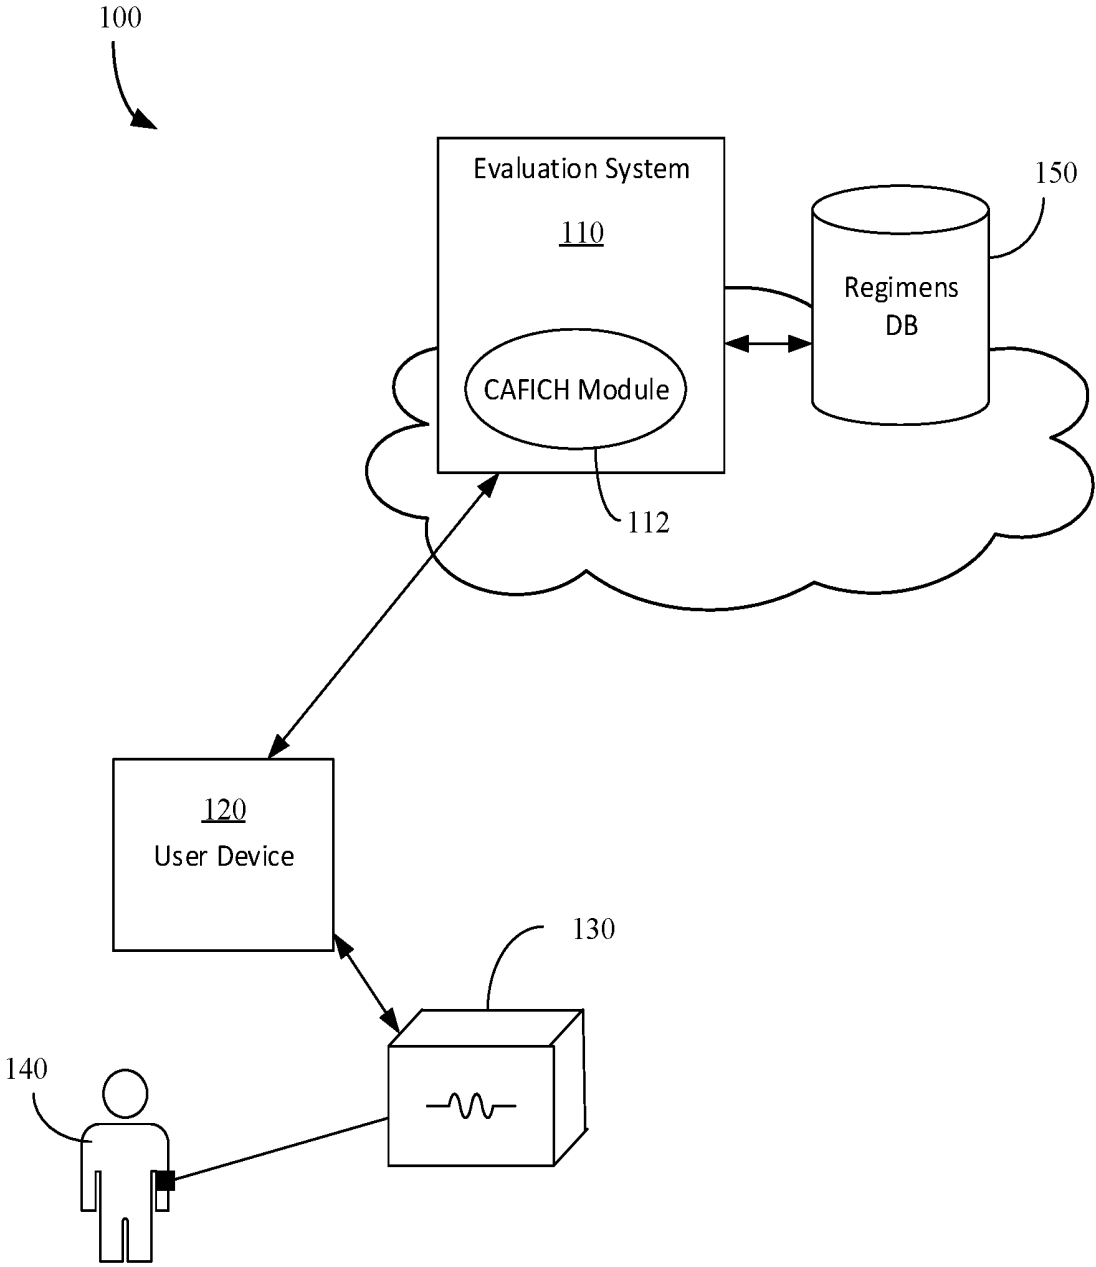 100
Evaluation System
110
150
Regimens
DB
CAFICH Module
112
120
User Device
130
140